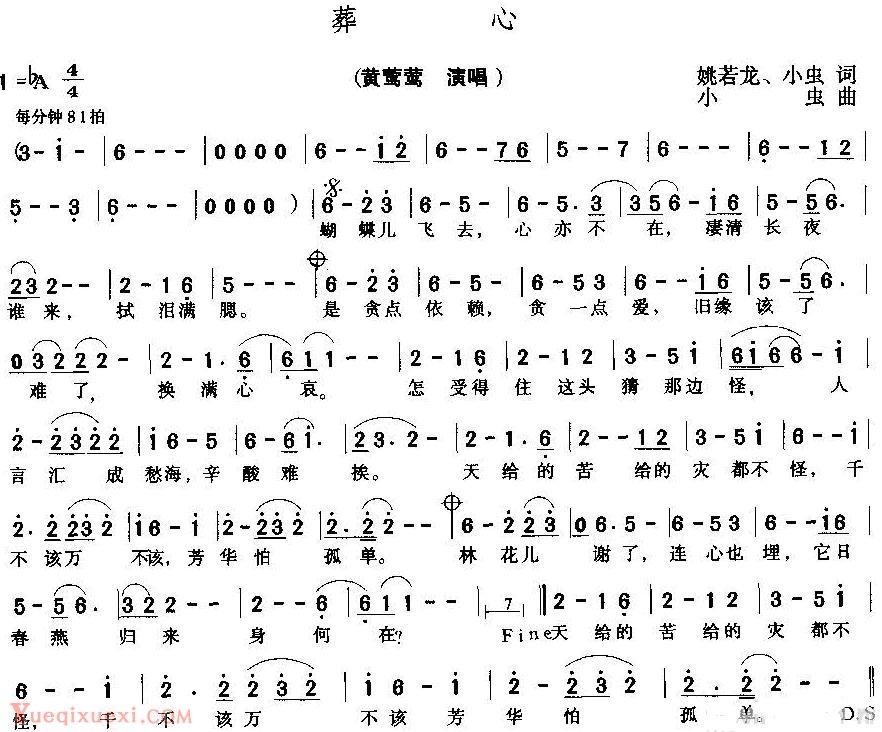 葬 心
1=♭A 4/4
(黄莺莺 演唱)
姚若龙、小虫 词
小 虫 曲
每分钟81拍
(3 - i - | 6 - - - | 0 0 0 0 | 6 - - i 2 | 6 - - 7 6 | 5 - - 7 | 6 - - - | 6 - - 1 2 |
5 - - 3 | 6 - - - | 0 0 0 0 ) | 6 - 2 3 | 6 - 5 - | 6 - 5 . 3 | 3 5 6 - i 6 | 5 - 5 6 .
蝴 蝶儿 飞 去, 心 亦 不 在, 凄清 长 夜
2 3 2 - - | 2 - 1 6 | 5 - - - | 6 - 2 3 | 6 - 5 - | 6 - 5 3 | 6 - - i 6 | 5 - 5 6 .
谁 来, 拭 泪满 腮。 是 贪点 依 赖, 贪 一点 爱, 旧缘 该 了
0 3 2 2 2 - | 2 - 1 . 6 | 6 1 1 - - | 2 - 1 6 | 2 - 1 2 | 3 - 5 i | 6 i 6 6 - i |
难 了, 换 满 心 哀。 怎 受得 住 这头 猜 那边 怪, 人
2 - 2 3 2 2 | i 6 - 5 | 6 - 6 i . | 2 3 . 2 - | 2 - 1 . 6 | 2 - - 1 2 | 3 - 5 i | 6 - - i |
言 汇 成 愁海, 辛 酸 难 挨。 天 给 的 苦 给的 灾 都不 怪, 千
2 . 2 2 3 2 | i 6 - i | 2 - 2 3 2 | 2 . 2 2 - | 6 - 2 2 3 | 0 6 . 5 - | 6 - 5 3 | 6 - - i 6
不 该万 不该, 芳 华 怕 孤 单. 林 花儿 谢了, 连 心也 埋, 它日
5 - 5 6 . | 3 2 2 - - | 2 - - 6 | 6 1 1 - - | 7 ‖ 2 - 1 6 | 2 - 1 2 | 3 - 5 i
春 燕 归 来 身 何 在? Fine天 给的 苦 给的 灾 都不
6 - - i | 2 . 2 2 2 3 2 | i 6 - i | 2 - 2 2 3 2 | 2 . 2 2 - ‖
怪, 千 不 该万 不该 芳 华 怕 孤 单。 D.S
Yueqixuexi.com